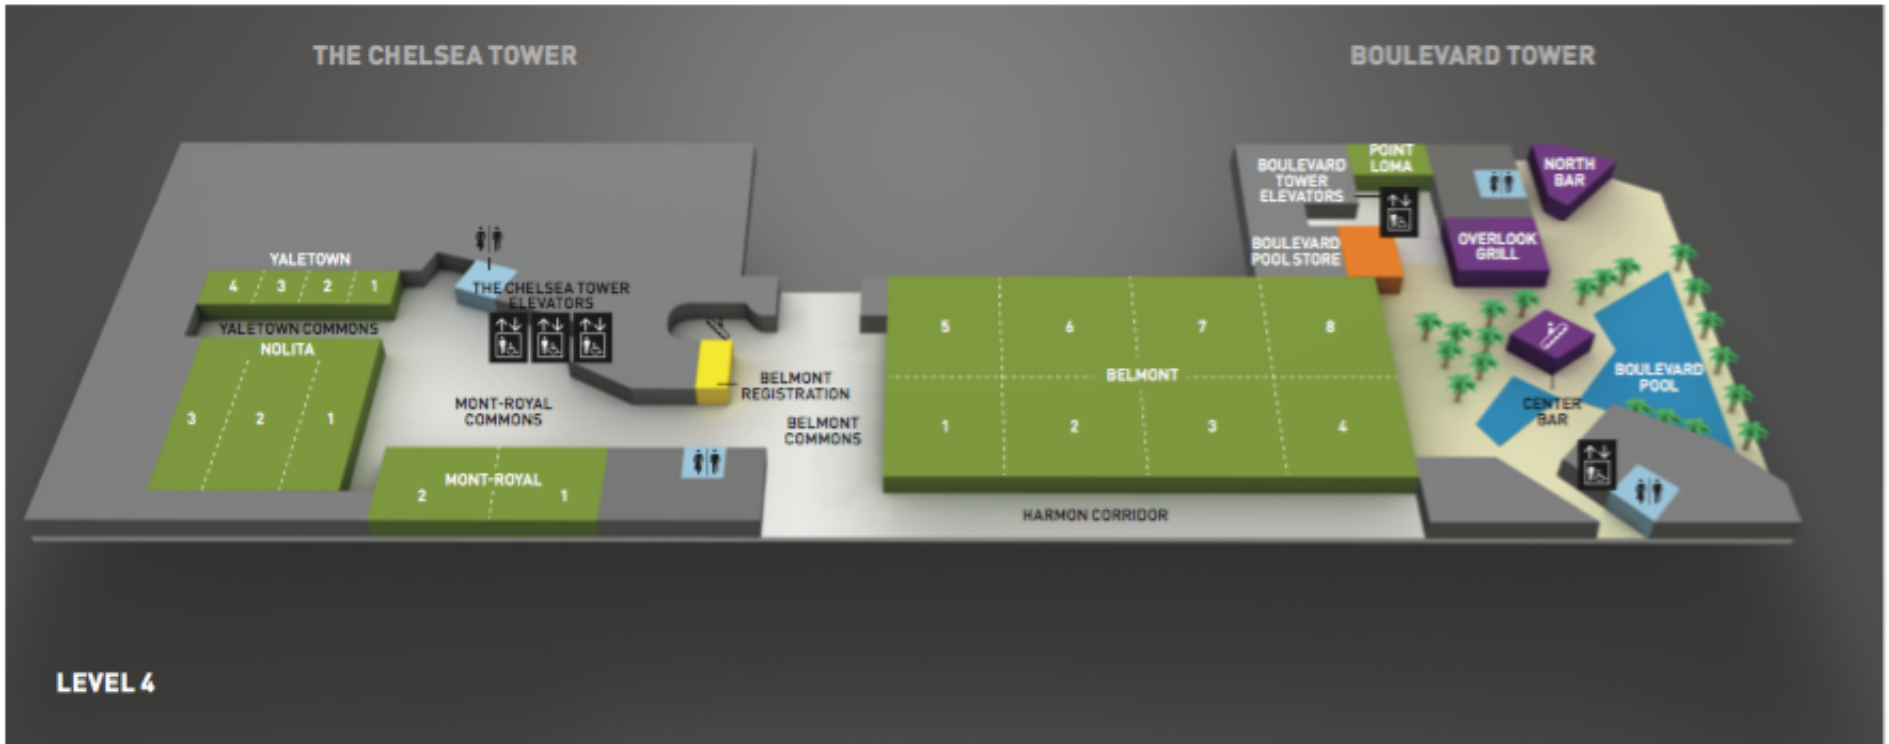 THE CHELSEA TOWER
BOULEVARD TOWER
YALETOWN
4 3 2 1
YALETOWN COMMONS
NOLITA
3 2 1
THE CHELSEA TOWER
ELEVATORS
MONT-ROYAL
COMMONS
MONT-ROYAL
2 1
BELMONT
REGISTRATION
BELMONT
COMMONS
5 6 7 8
BELMONT
1 2 3 4
HARMON CORRIDOR
BOULEVARD
TOWER
ELEVATORS
POINT
LOMA
NORTH
BAR
BOULEVARD
POOL STORE
OVERLOOK
GRILL
BOULEVARD
POOL
CENTER
BAR
LEVEL 4